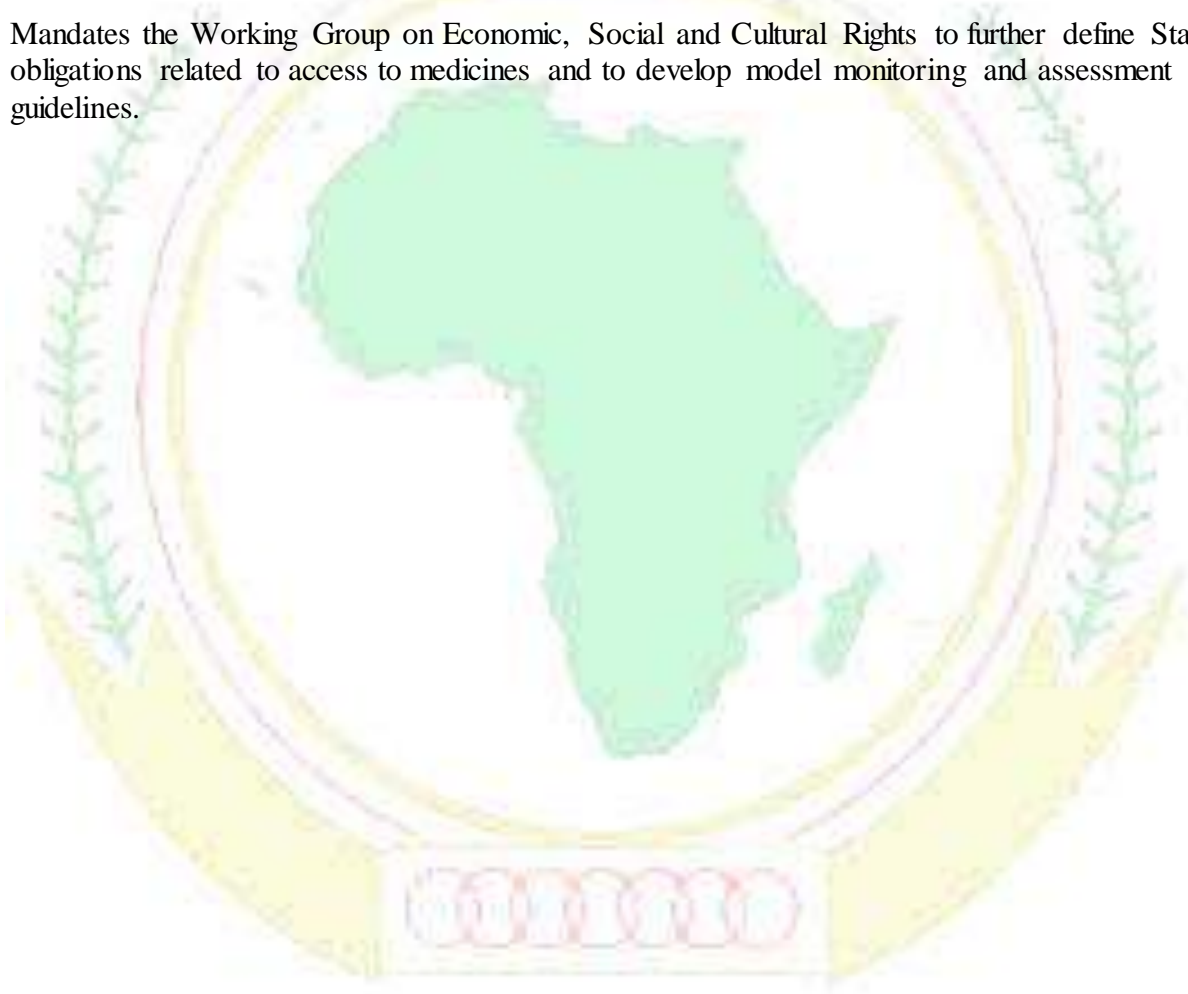 Mandates the Working Group on Economic, Social and Cultural Rights to further define Sta
obligations related to access to medicines and to develop model monitoring and assessment
guidelines.